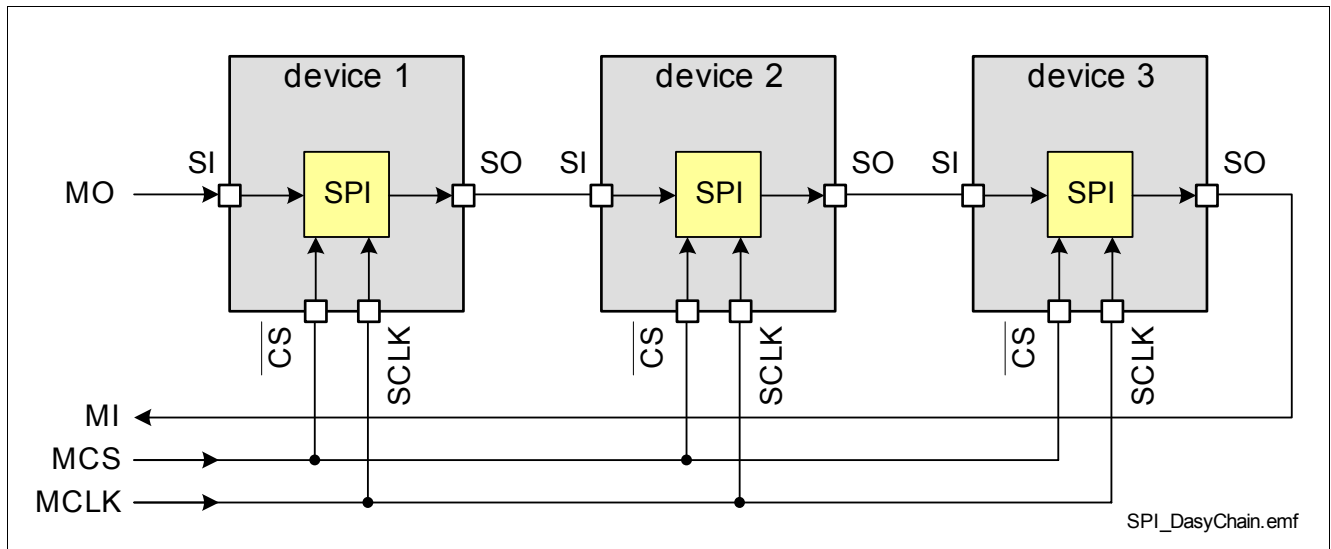 device 1
device 2
device 3
SI
SO
SI
SO
SI
SO
MO
SPI
SPI
SPI
CS
SCLK
CS
SCLK
CS
SCLK
MI
MCS
MCLK
SPI_DasyChain.emf